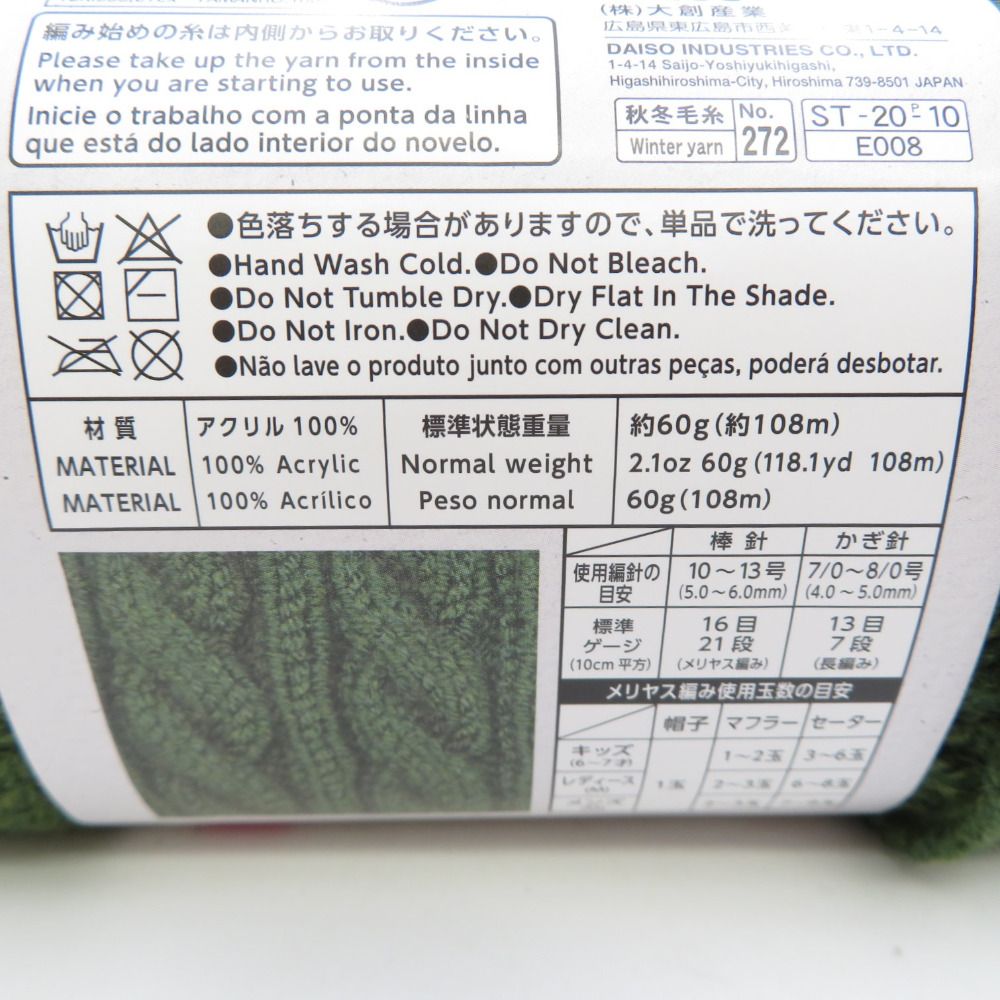 編み始めの糸は内側からお取りください。
Please take up the yarn from the inside
when you are starting to use.
Inicie o trabalho com a ponta da linha
que está do lado interior do novelo.
(株)大創産業
広島県東広島市西 1-4-14
DAISO INDUSTRIES CO., LTD.
1-4-14 Saijo-Yoshiyukihigashi,
Higashihiroshima-City, Hiroshima 739-8501 JAPAN
秋冬毛糸 No.
Winter yarn 272
ST-20P-10
E008
●色落ちする場合がありますので、単品で洗ってください。
●Hand Wash Cold.●Do Not Bleach.
●Do Not Tumble Dry.●Dry Flat In The Shade.
●Do Not Iron.●Do Not Dry Clean.
●Não lave o produto junto com outras peças, poderá desbotar.
材質 アクリル 100% 標準状態重量 約60g(約108m)
MATERIAL 100% Acrylic Normal weight 2.1oz 60g(118.1yd 108m)
MATERIAL 100% Acrílico Peso normal 60g(108m)
棒針 かぎ針
使用編針の目安 10～13号 7/0～8/0号
(5.0～6.0mm) (4.0～5.0mm)
標準 16目 13目
ゲージ 21段 7段
(10cm平方) (メリヤス編み) (長編み)
メリヤス編み使用玉数の目安
帽子 マフラー セーター
キッズ 1～2玉 3～6玉
(6～7才)
レディース 1玉 2～3玉 6～8玉
(M)